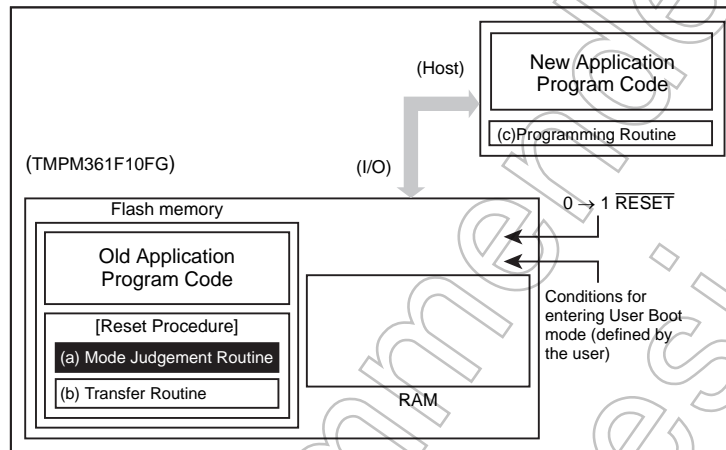 New Application
Program Code
(Host)
(c)Programming Routine
(TMPM361F10FG)
(I/O)
Flash memory
0 → 1 RESET
Old Application
Program Code
[Reset Procedure]
(a) Mode Judgement Routine
(b) Transfer Routine
RAM
Conditions for
entering User Boot
mode (defined by
the user)